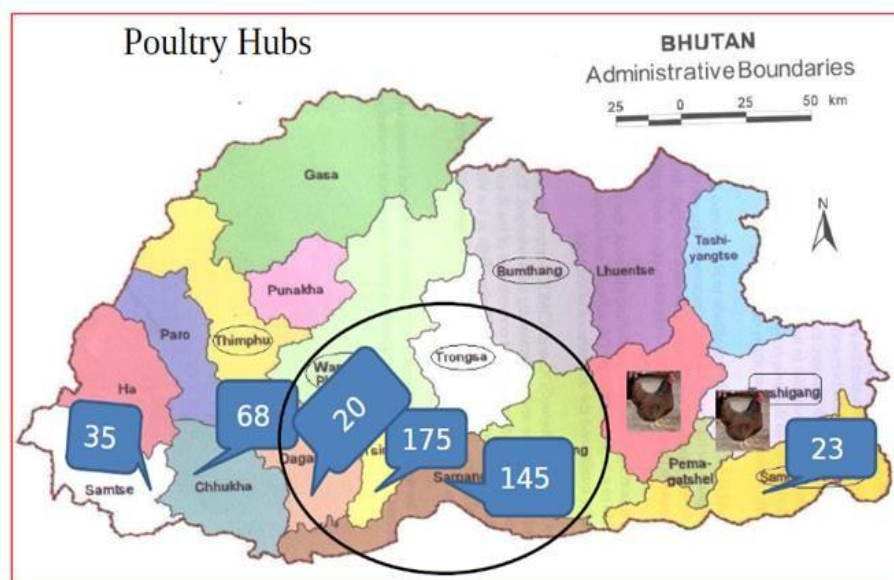 Poultry Hubs
BHUTAN
Administrative Boundaries
25 0 25 50 km
N
Gasa
Tashi-
yangtse
Bumthang
Lhuentse
Punakha
Paro
Thimphu
Trongsa
Ha
68
20
175
35
23
145
Samtse
Chhukha
Pema-
gatshel